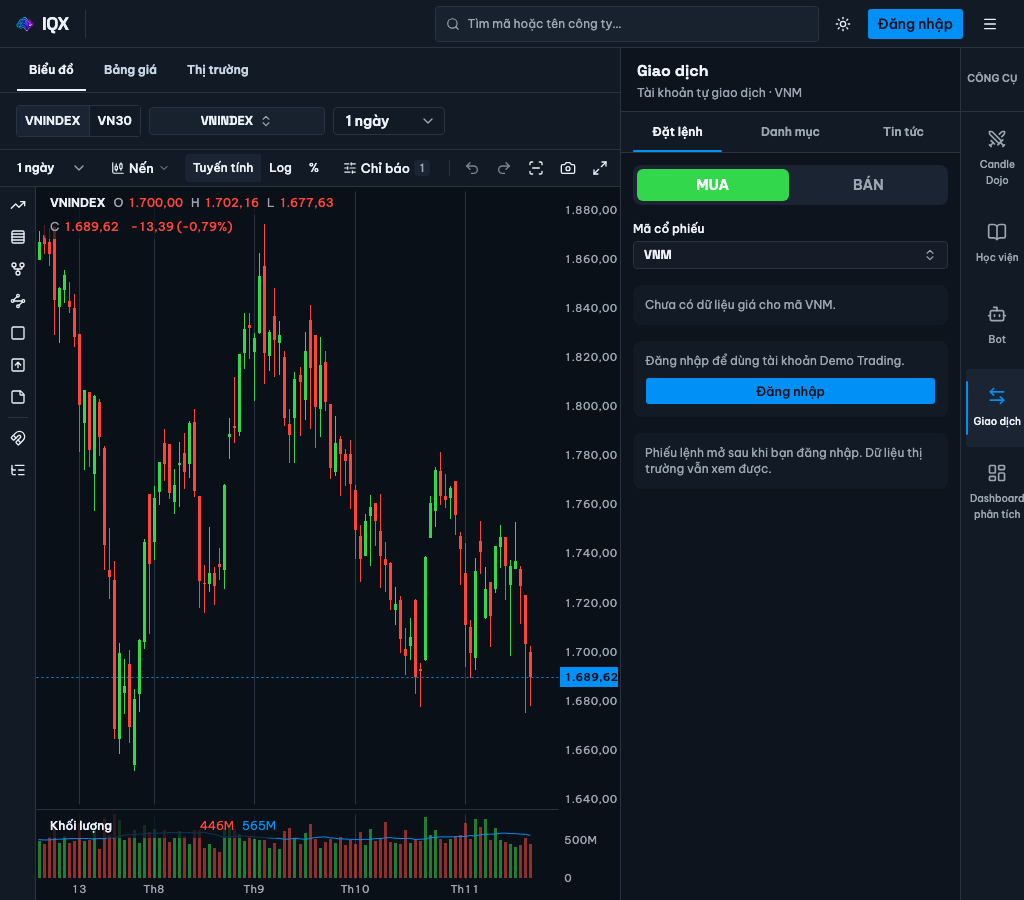 IQX
Tìm mã hoặc tên công ty...
Đăng nhập
Biểu đồ Bảng giá Thị trường
VNINDEX VN30 VNINDEX 1 ngày
1 ngày Nến Tuyến tính Log % Chỉ báo 1
VNINDEX O 1.700,00 H 1.702,16 L 1.677,63
C 1.689,62 −13,39 (−0,79%)
1.880,00
1.860,00
1.840,00
1.820,00
1.800,00
1.780,00
1.760,00
1.740,00
1.720,00
1.700,00
1.689,62
1.680,00
1.660,00
1.640,00
Khối lượng 446M 565M
500M
0
13 Th8 Th9 Th10 Th11
Giao dịch
Tài khoản tự giao dịch · VNM
Đặt lệnh Danh mục Tin tức
MUA BÁN
Mã cổ phiếu
VNM
Chưa có dữ liệu giá cho mã VNM.
Đăng nhập để dùng tài khoản Demo Trading.
Đăng nhập
Phiếu lệnh mở sau khi bạn đăng nhập. Dữ liệu thị
trường vẫn xem được.
CÔNG CỤ
Candle
Dojo
Học viện
Bot
Giao dịch
Dashboard
phân tích